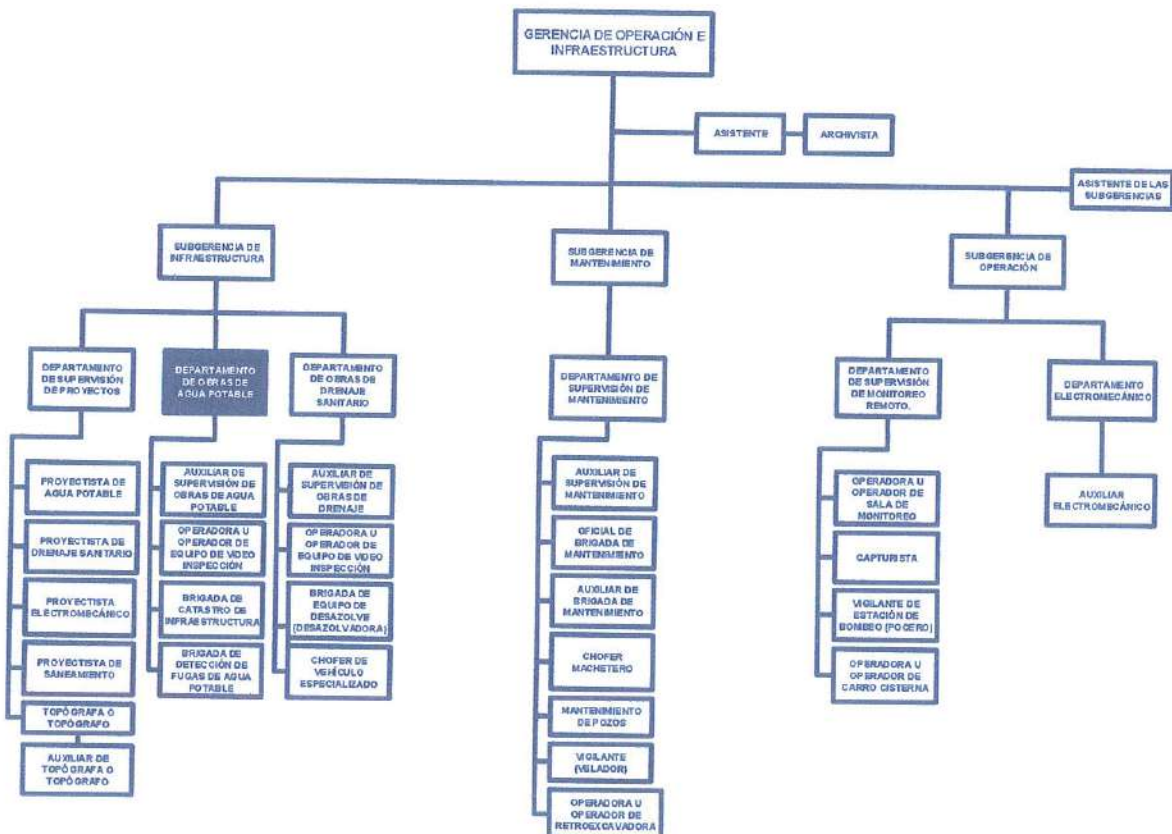 GERENCIA DE OPERACIÓN E
INFRAESTRUCTURA
ASISTENTE
ARCHIVISTA
ASISTENTE DE LAS
SUBGERENCIAS
SUBGERENCIA DE
INFRAESTRUCTURA
SUBGERENCIA DE
MANTENIMIENTO
SUBGERENCIA DE
OPERACIÓN
DEPARTAMENTO
DE SUPERVISIÓN
DE PROYECTOS
DEPARTAMENTO
DE OBRAS DE
AGUA POTABLE
DEPARTAMENTO
DE OBRAS DE
DRENAJE
SANITARIO
DEPARTAMENTO DE
SUPERVISIÓN DE
MANTENIMIENTO
DEPARTAMENTO
DE SUPERVISIÓN
DE MONITOREO
REMOTO.
DEPARTAMENTO
ELECTROMECÁNICO
PROYECTISTA DE
AGUA POTABLE
PROYECTISTA DE
DRENAJE SANITARIO
PROYECTISTA
ELECTROMECÁNICO
PROYECTISTA DE
SANEAMIENTO
TOPÓGRAFA O
TOPÓGRAFO
AUXILIAR DE
TOPÓGRAFA O
TOPÓGRAFO
AUXILIAR DE
SUPERVISIÓN DE
OBRAS DE AGUA
POTABLE
OPERADORA U
OPERADOR DE
EQUIPO DE VIDEO
INSPECCIÓN
BRIGADA DE
CATASTRO DE
INFRAESTRUCTURA
BRIGADA DE
DETECCIÓN DE
FUGAS DE AGUA
POTABLE
AUXILIAR DE
SUPERVISIÓN DE
OBRAS DE
DRENAJE
OPERADORA U
OPERADOR DE
EQUIPO DE VIDEO
INSPECCIÓN
BRIGADA DE
EQUIPO DE
DESAZOLVE
(DESAZOLVADORA)
CHOFER DE
VEHÍCULO
ESPECIALIZADO
AUXILIAR DE
SUPERVISIÓN DE
MANTENIMIENTO
OFICIAL DE
BRIGADA DE
MANTENIMIENTO
AUXILIAR DE
BRIGADA DE
MANTENIMIENTO
CHOFER
MACHETERO
MANTENIMIENTO
DE POZOS
VIGILANTE
(VELADOR)
OPERADORA U
OPERADOR DE
RETROEXCAVADORA
OPERADORA U
OPERADOR DE
SALA DE
MONITOREO
CAPTURISTA
VIGILANTE DE
ESTACIÓN DE
BOMBEO (POCERO)
OPERADORA U
OPERADOR DE
CARRO CISTERNA
AUXILIAR
ELECTROMECÁNICO